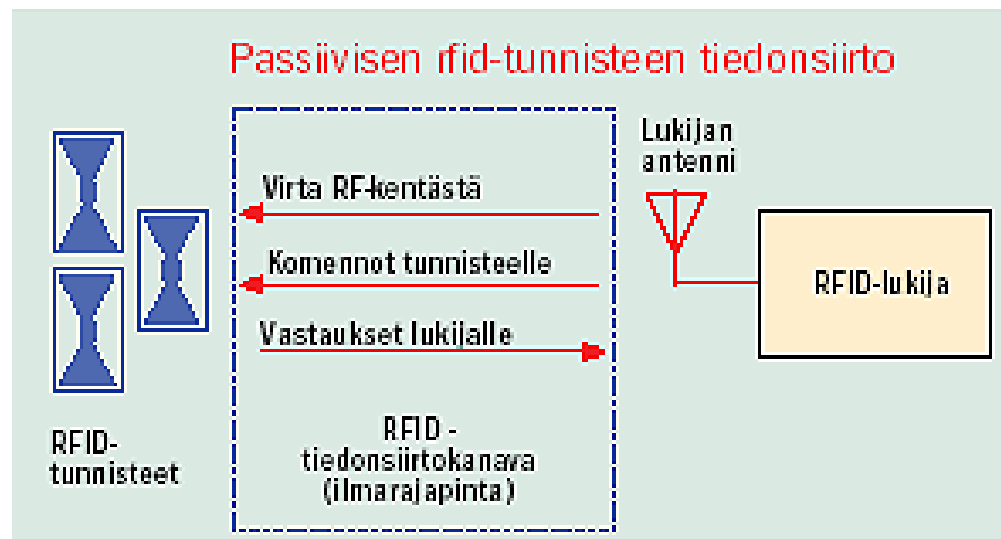 Passiivisen rfid-tunnisteen tiedonsiirto
Lukijan
antenni
Virta RF-kentästä
Komennot tunnisteelle
Vastaukset lukijalle
RFID-lukija
RFID-
tunnisteet
RFID -
tiedonsiirtokanava
(ilmarajapinta)